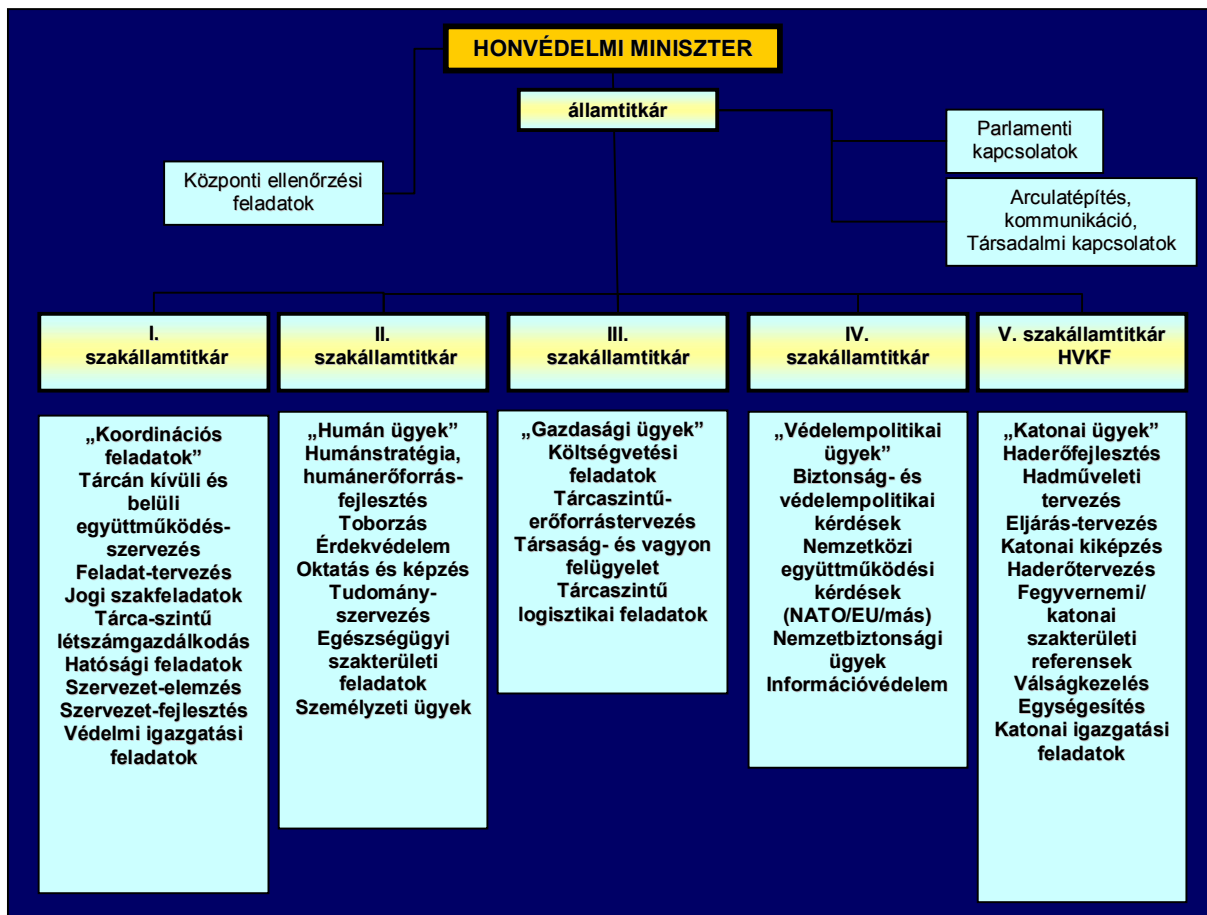 HONVÉDELMI MINISZTER
államtitkár
Parlamenti
kapcsolatok
Központi ellenőrzési
feladatok
Arculatépítés,
kommunikáció,
Társadalmi kapcsolatok
I.
szakállamtitkár
II.
szakállamtitkár
III.
szakállamtitkár
IV.
szakállamtitkár
V. szakállamtitkár
HVKF
„Koordinációs
feladatok”
Tárcán kívüli és
belüli
együttműködés-
szervezés
Feladat-tervezés
Jogi szakfeladatok
Tárca-szintű
létszámgazdálkodás
Hatósági feladatok
Szervezet-elemzés
Szervezet-fejlesztés
Védelmi igazgatási
feladatok
„Humán ügyek”
Humánstratégia,
humánerőforrás-
fejlesztés
Toborzás
Érdekvédelem
Oktatás és képzés
Tudomány-
szervezés
Egészségügyi
szakterületi
feladatok
Személyzeti ügyek
„Gazdasági ügyek”
Költségvetési
feladatok
Tárcaszintű-
erőforrástervezés
Társaság- és vagyon
felügyelet
Tárcaszintű
logisztikai feladatok
„Védelempolitikai
ügyek”
Biztonság- és
védelempolitikai
kérdések
Nemzetközi
együttműködési
kérdések
(NATO/EU/más)
Nemzetbiztonsági
ügyek
Információvédelem
„Katonai ügyek”
Haderőfejlesztés
Hadműveleti
tervezés
Eljárás-tervezés
Katonai kiképzés
Haderőtervezés
Fegyvernemi/
katonai
szakterületi
referensek
Válságkezelés
Egységesítés
Katonai igazgatási
feladatok